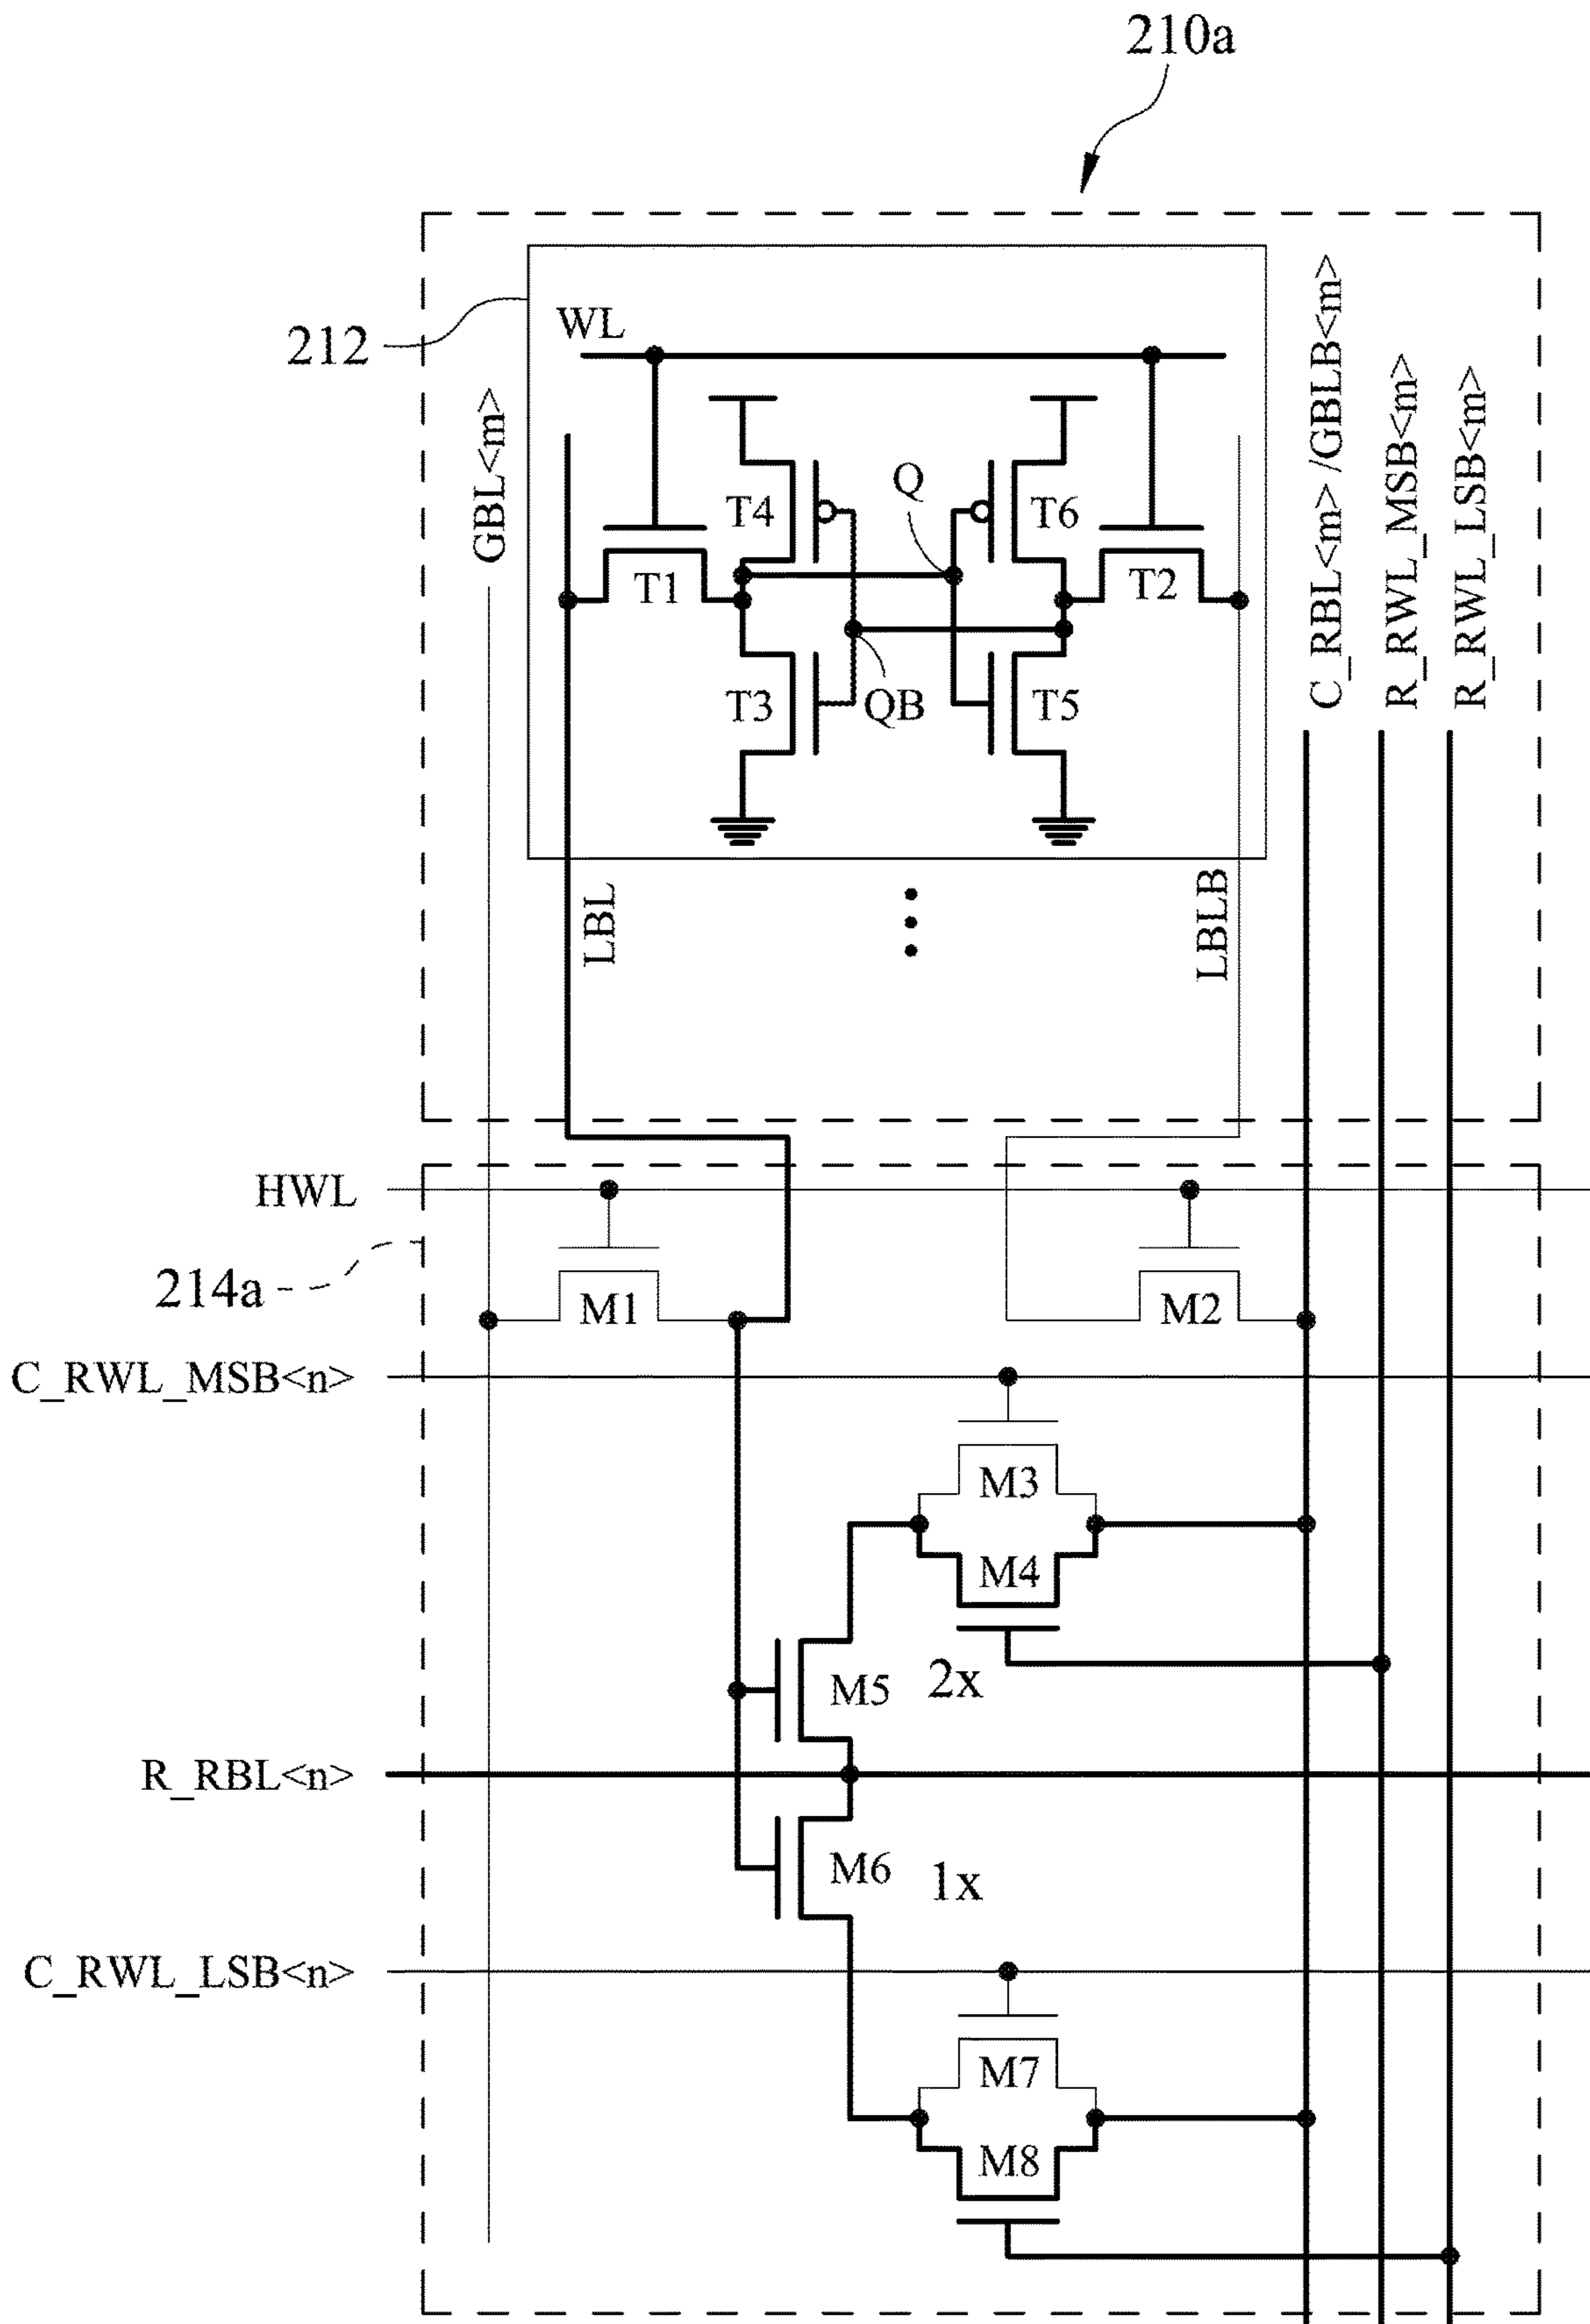 210a
212
WL
GBL<m>
T4
Q
T6
T1
T2
T3
QB
T5
C_RBL<m> /GBLB<m>
R_RWL_MSB<m>
R_RWL_LSB<m>
LBL
LBLB
HWL
214a
M1
M2
C_RWL_MSB<n>
M3
M4
2x
M5
R_RBL<n>
M6
1x
C_RWL_LSB<n>
M7
M8